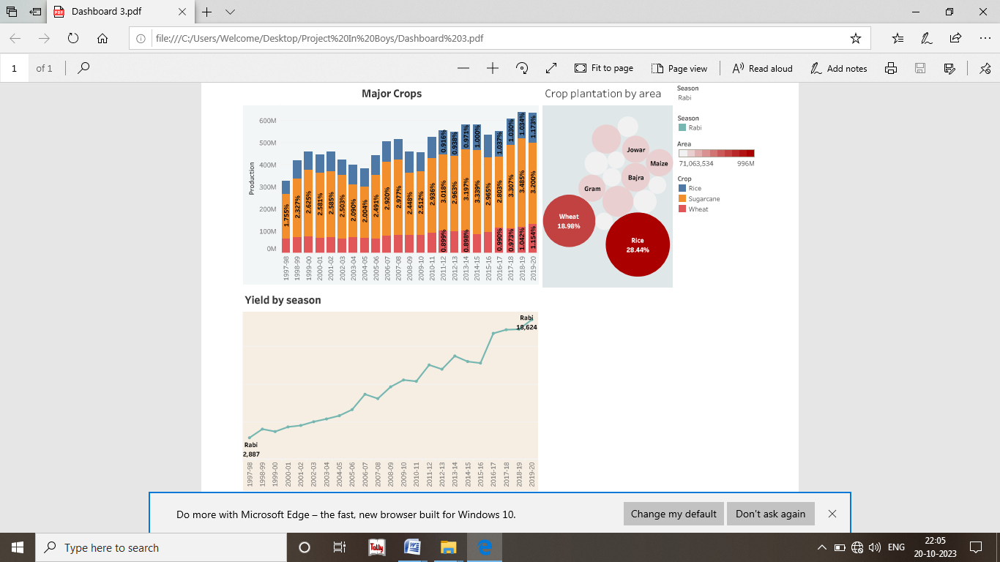 Dashboard 3.pdf
file:///C:/Users/Welcome/Desktop/Project%20In%20Boys/Dashboard%203.pdf
1 of 1 Fit to page Page view Read aloud Add notes
Major Crops
Production
600M
500M
400M
300M
200M
100M
0M
1.755%
2.327%
2.625%
2.581%
2.585%
2.503%
2.090%
2.004%
2.491%
2.920%
2.977%
2.448%
2.512%
2.936%
0.916%
3.018%
0.899%
0.938%
2.963%
0.971%
3.197%
0.898%
1.000%
3.339%
2.965%
1.037%
2.803%
0.990%
1.030%
3.307%
0.973%
1.034%
3.485%
1.042%
1.173%
3.200%
1.154%
1997-98
1998-99
1999-00
2000-01
2001-02
2002-03
2003-04
2004-05
2005-06
2006-07
2007-08
2008-09
2009-10
2010-11
2011-12
2012-13
2013-14
2014-15
2015-16
2016-17
2017-18
2018-19
2019-20
Crop plantation by area
Jowar
Maize
Bajra
Gram
Wheat
18.98%
Rice
28.44%
Season
Rabi
Season
Rabi
Area
71,063,534 996M
Crop
Rice
Sugarcane
Wheat
Yield by season
Rabi
18,624
Rabi
2,887
1997-98
1998-99
1999-00
2000-01
2001-02
2002-03
2003-04
2004-05
2005-06
2006-07
2007-08
2008-09
2009-10
2010-11
2011-12
2012-13
2013-14
2014-15
2015-16
2016-17
2017-18
2018-19
2019-20
Do more with Microsoft Edge – the fast, new browser built for Windows 10. Change my default Don't ask again
Type here to search
Tally
ENG
22:05
20-10-2023